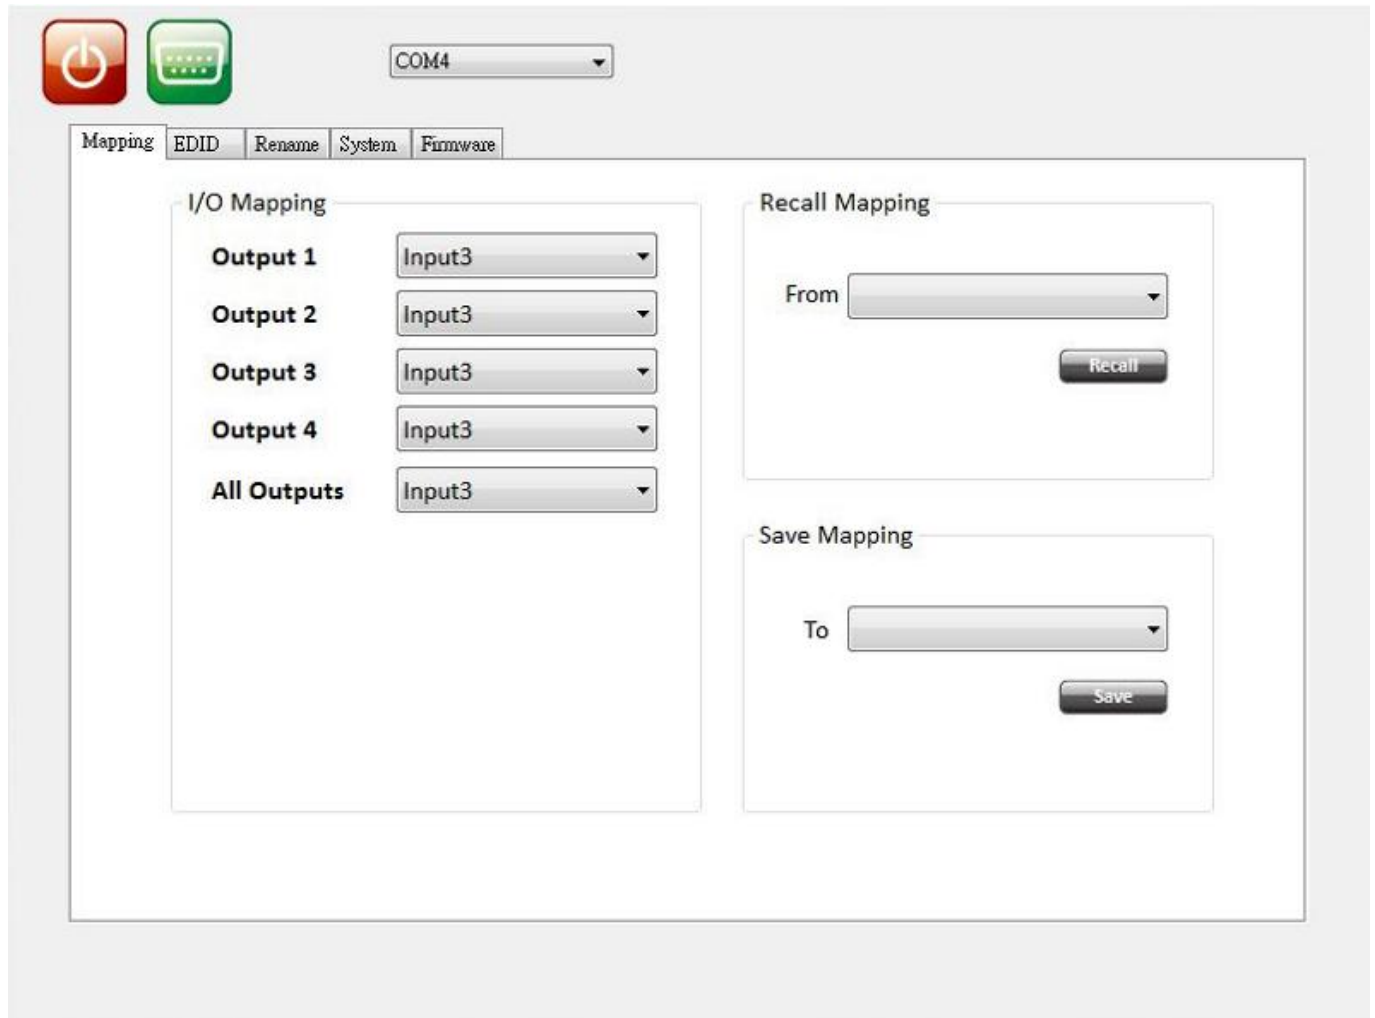 COM4
Mapping EDID Rename System Firmware
I/O Mapping
Output 1 Input3
Output 2 Input3
Output 3 Input3
Output 4 Input3
All Outputs Input3
Recall Mapping
From
Recall
Save Mapping
To
Save